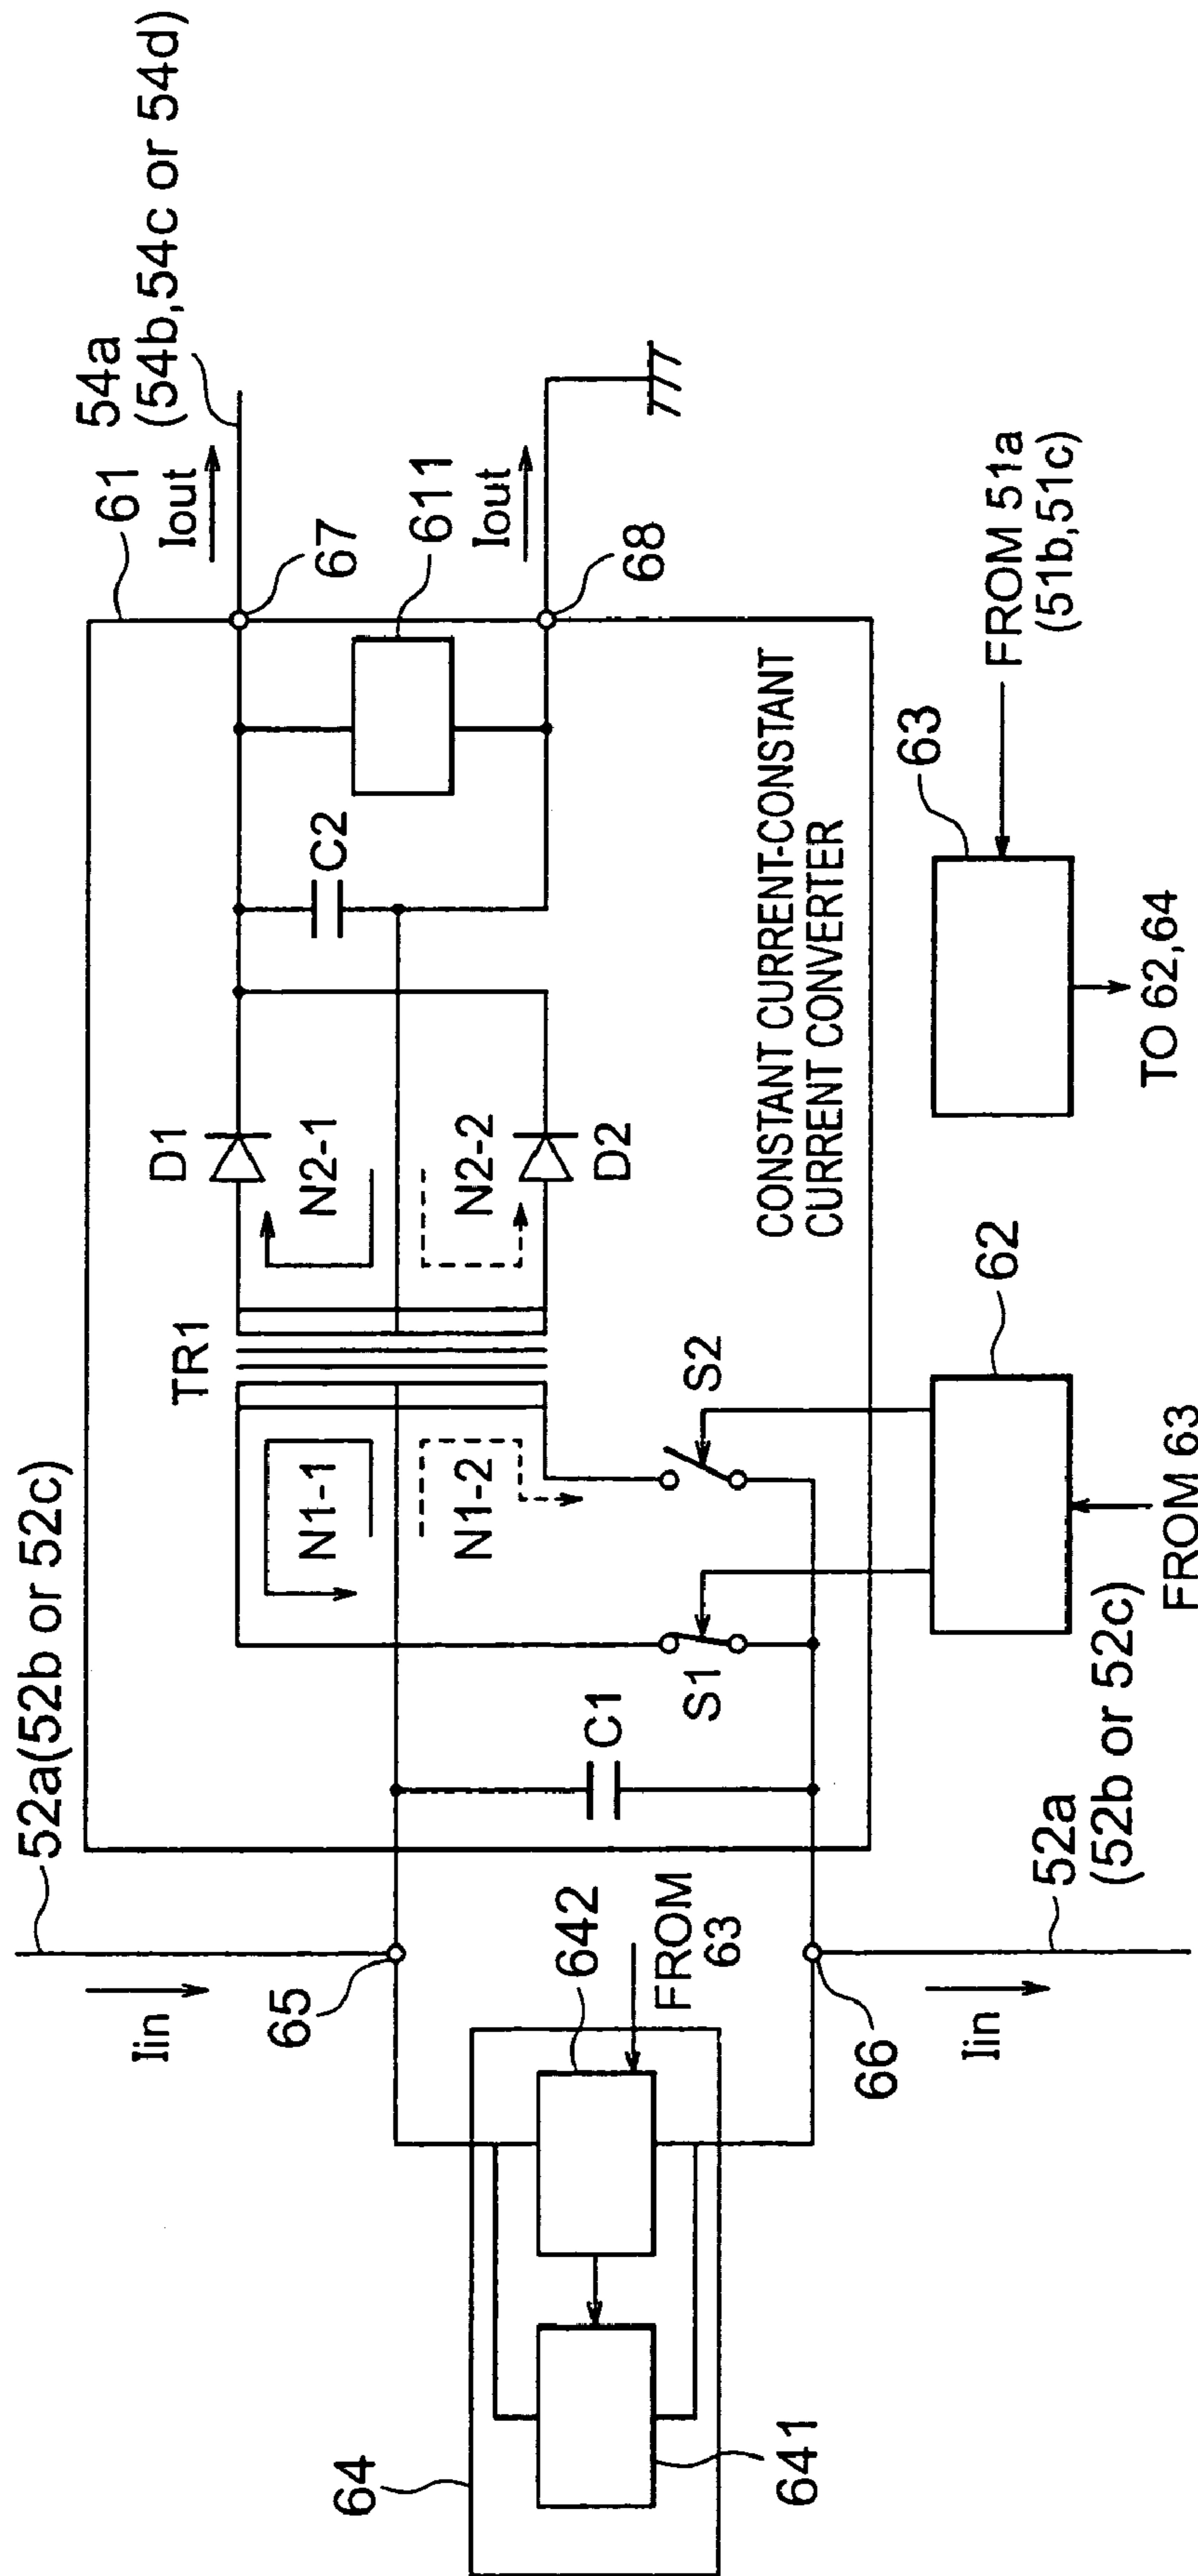 52a(52b or 52c)
Iin
65
64
641
642
FROM
63
66
Iin
52a
(52b or 52c)
C1
S1
S2
N1-1
N1-2
TR1
N2-1
N2-2
D1
D2
C2
61
611
67
68
Iout
Iout
54a
(54b,54c or 54d)
CONSTANT CURRENT-CONSTANT
CURRENT CONVERTER
62
FROM 63
63
FROM 51a
(51b,51c)
TO 62,64